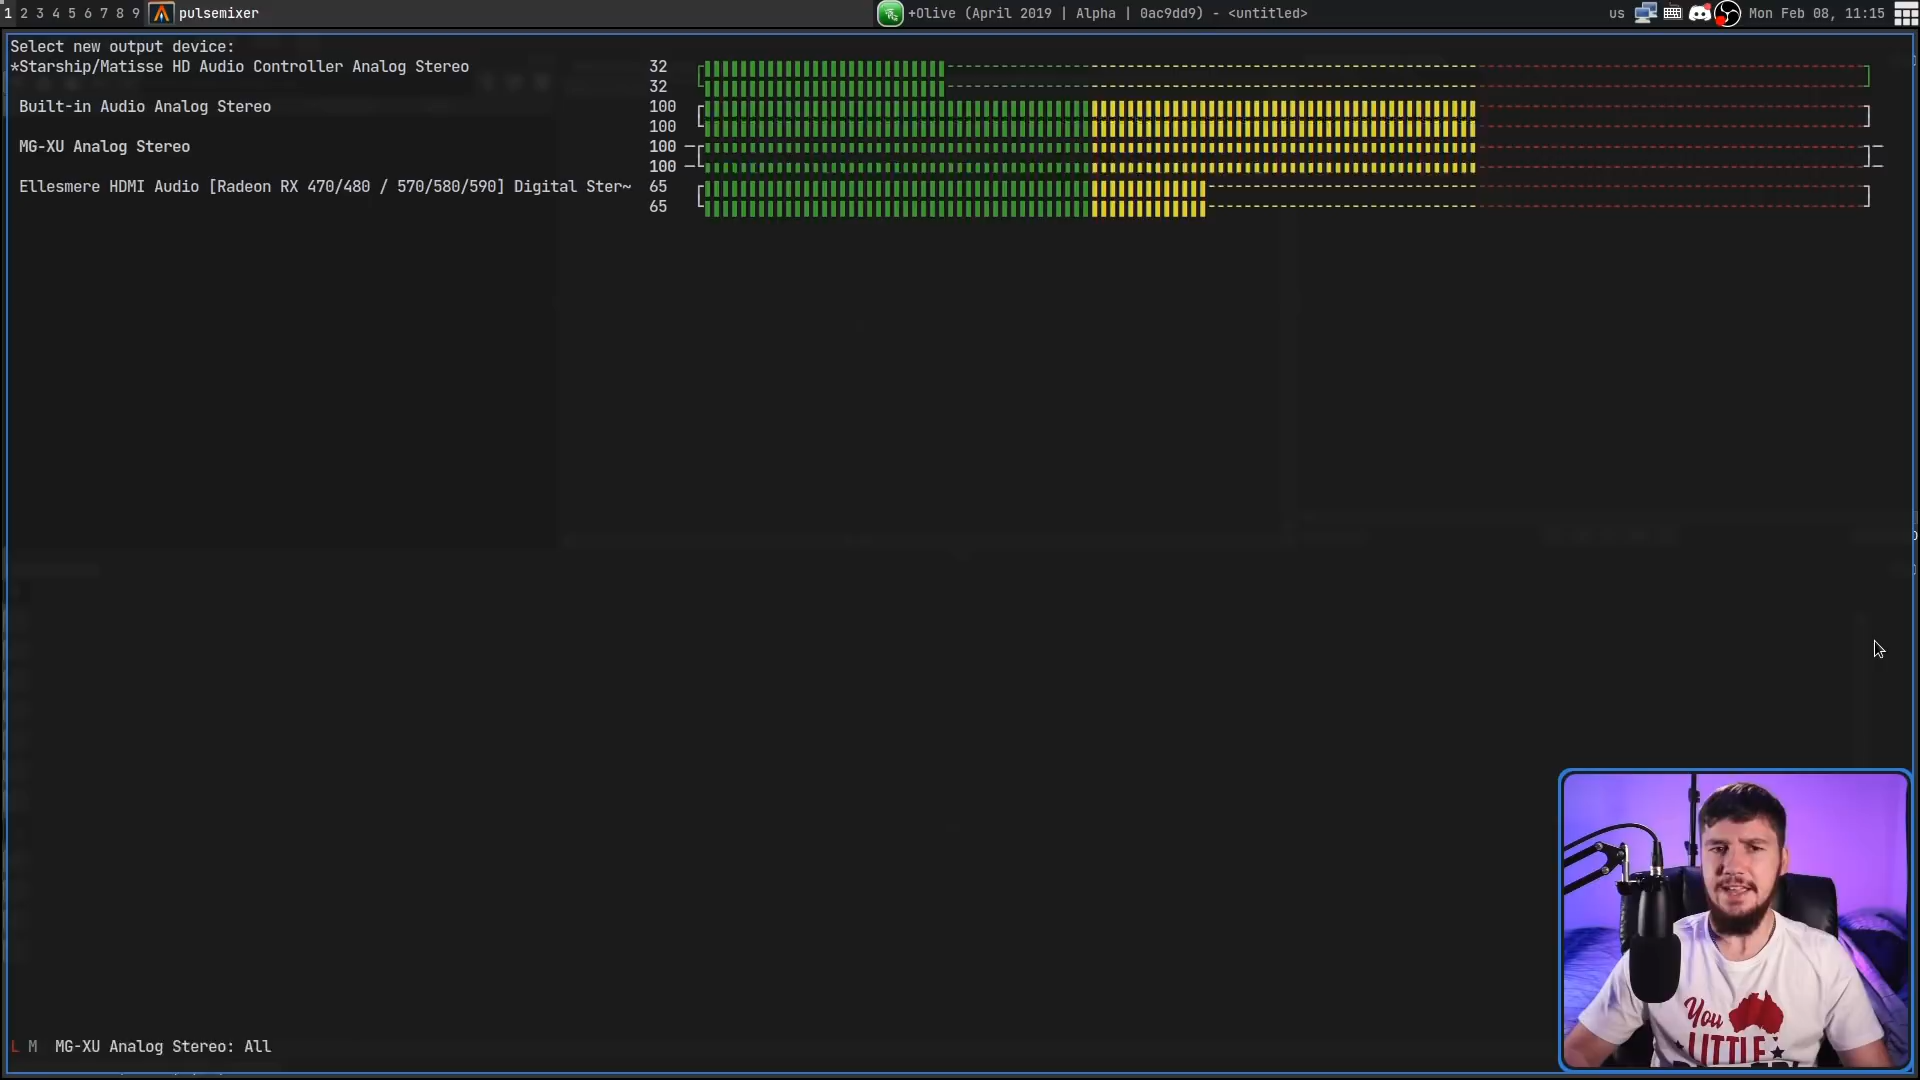 1 2 3 4 5 6 7 8 9 pulsemixer
+Olive (April 2019 | Alpha | 0ac9dd9) - <untitled>
us Mon Feb 08, 11:15
Select new output device:
*Starship/Matisse HD Audio Controller Analog Stereo 32
32
Built-in Audio Analog Stereo 100
100
MG-XU Analog Stereo 100
100
Ellesmere HDMI Audio [Radeon RX 470/480 / 570/580/590] Digital Ster~ 65
65
L M MG-XU Analog Stereo: All
You
LITTLE